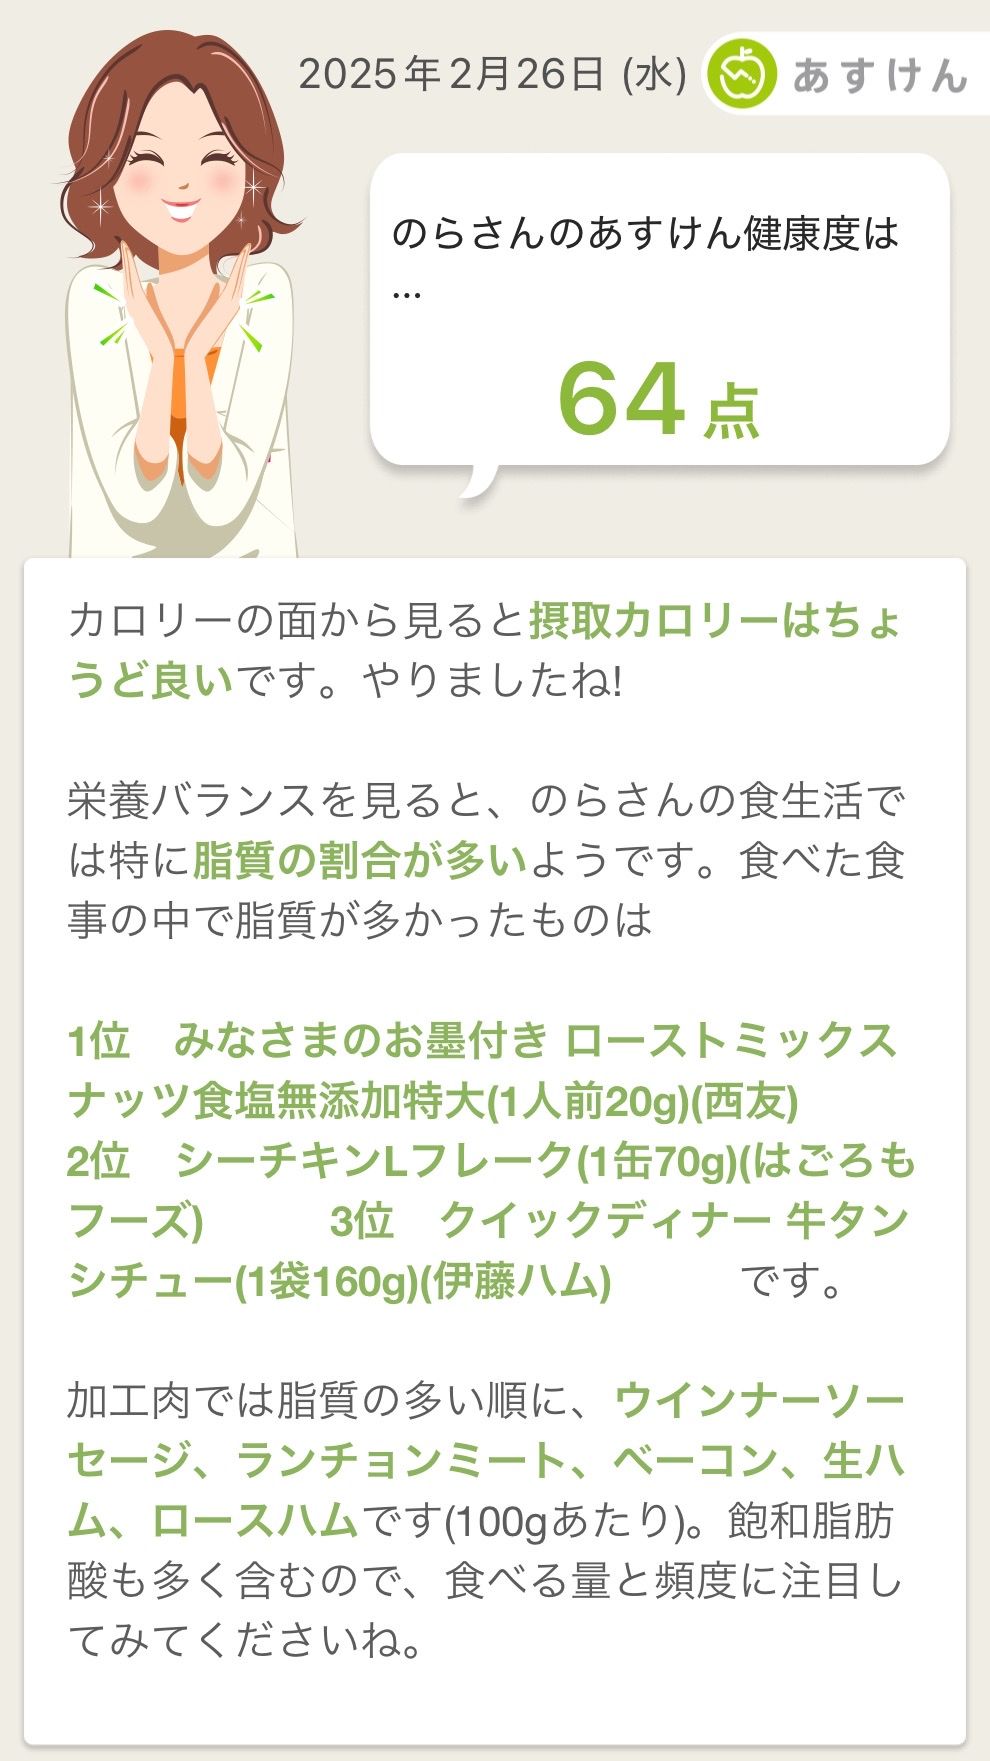 2025年2月26日 (水)
あすけん
のらさんのあすけん健康度は
...
64点
カロリーの面から見ると摂取カロリーはちょ
うど良いです。やりましたね!
栄養バランスを見ると、のらさんの食生活で
は特に脂質の割合が多いようです。食べた食
事の中で脂質が多かったものは
1位　みなさまのお墨付き ローストミックス
ナッツ食塩無添加特大(1人前20g)(西友)
2位　シーチキンLフレーク(1缶70g)(はごろも
フーズ)　　　3位　クイックディナー 牛タン
シチュー(1袋160g)(伊藤ハム)　　　です。
加工肉では脂質の多い順に、ウインナーソー
セージ、ランチョンミート、ベーコン、生ハ
ム、ロースハムです(100gあたり)。飽和脂肪
酸も多く含むので、食べる量と頻度に注目し
てみてくださいね。